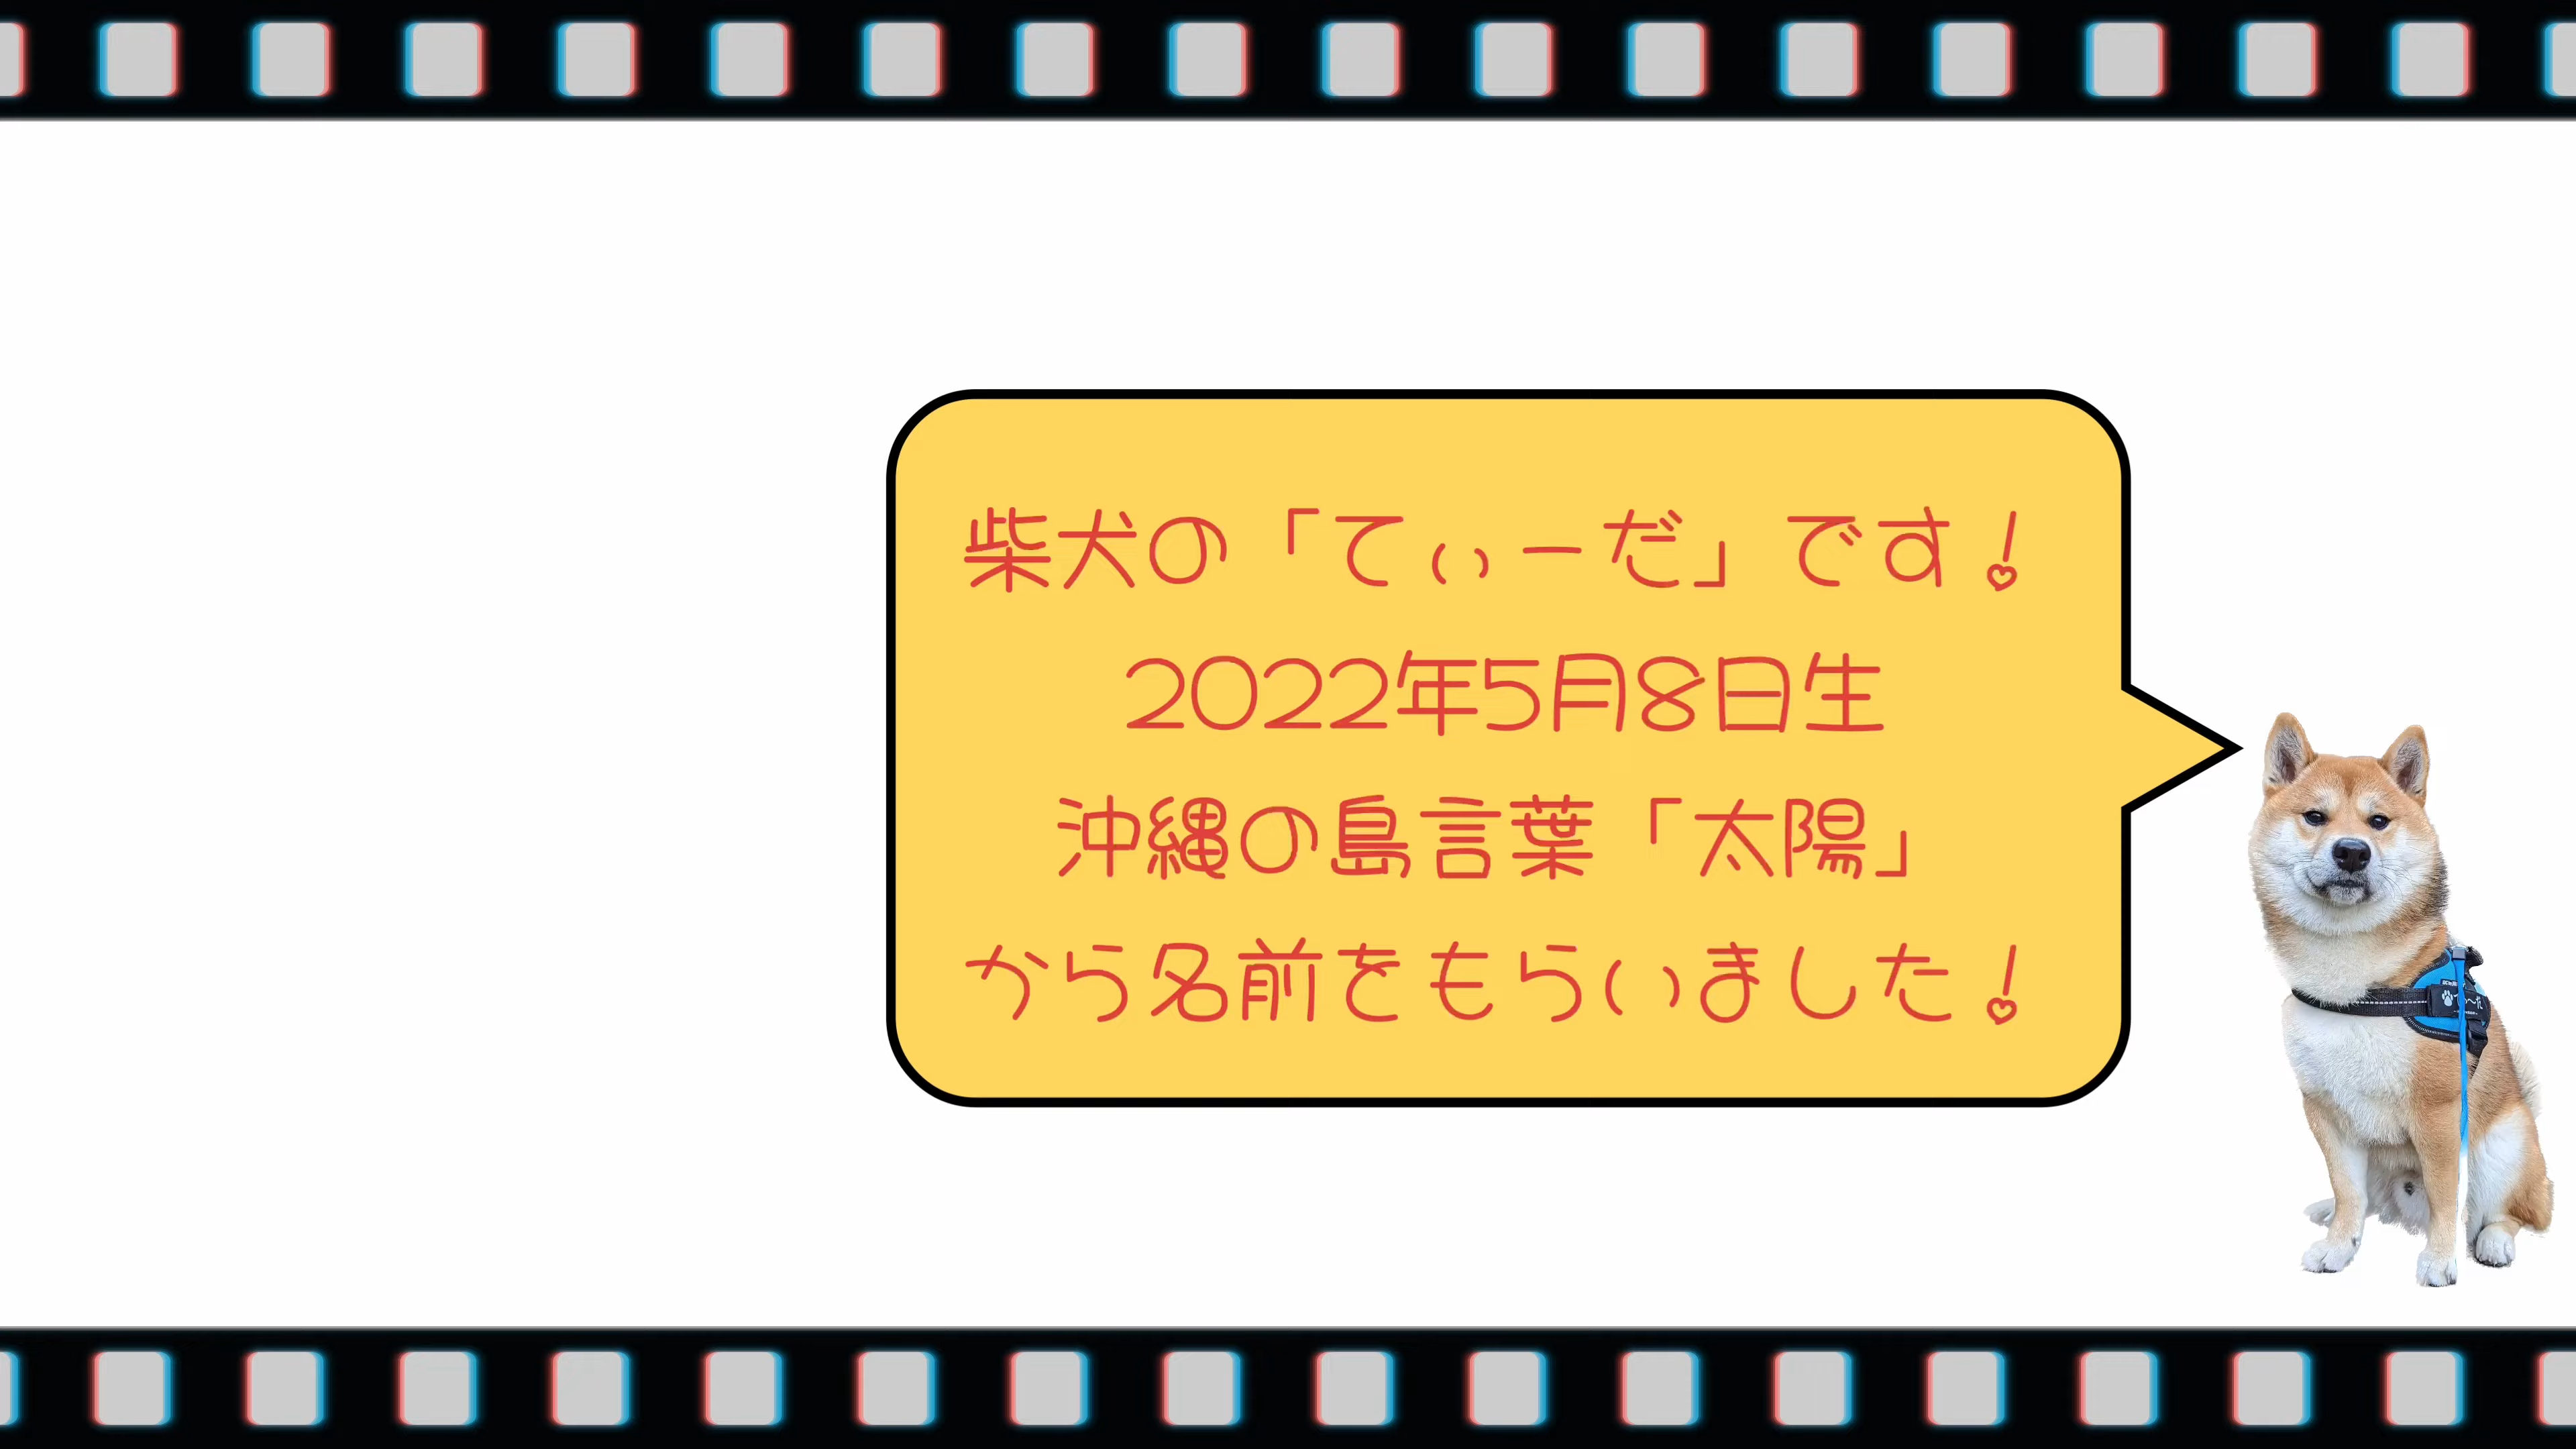 柴犬の「てぃーだ」です！
2022年5月8日生
沖縄の島言葉「太陽」
から名前をもらいました！